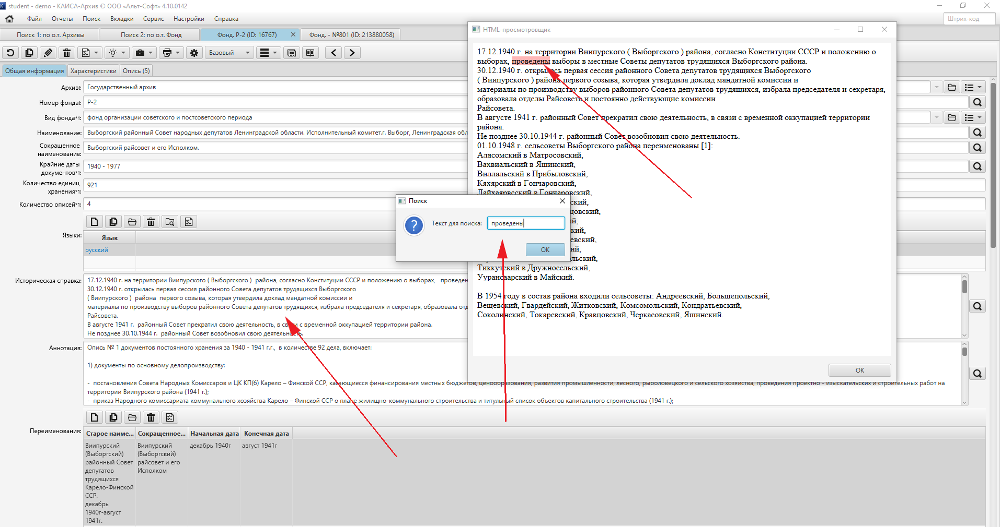 student - demo - КАИСА-Архив © ООО «Альт-Софт» 4.10.0142
Файл Отчеты Поиск Вкладки Сервис Настройки Справка
Штрих-код
Поиск 1: по о.т. Архивы
Поиск 2: по о.т. Фонд
Фонд. Р-2 (ID: 16767)
Фонд. - №801 (ID: 213880058)
Базовый
Общая информация Характеристики Опись (5)
Архив: Государственный архив
Номер фонда: Р-2
Вид фонда*1: фонд организации советского и постсоветского периода
Наименование: Выборгский районный Совет народных депутатов Ленинградской области. Исполнительный комитет.г. Выборг, Ленинградская обл
Сокращенное
наименование: Выборгский райсовет и его Исполком.
Крайние даты
документов*1: 1940 - 1977
Количество единиц
хранения*1: 921
Количество описей*1: 4
Языки:
Язык
русский
Историческая справка:
17.12.1940 г. на территории Виипурского ( Выборгского ) района, согласно Конституции СССР и положению о выборах, проведен
30.12.1940 г. открылась первая сессия районного Совета депутатов трудящихся Выборгского
( Виипурского ) района первого созыва, которая утвердила доклад мандатной комиссии и
материалы по производству выборов районного Совета депутатов трудящихся, избрала председателя и секретаря, образовала отд
Райсовета.
В августе 1941 г. районный Совет прекратил свою деятельность, в связи с временной оккупацией территории района.
Не позднее 30.10.1944 г. районный Совет возобновил свою деятельность.
Аннотация:
Опись № 1 документов постоянного хранения за 1940 - 1941 г.г., в количестве 92 дела, включает:
1) документы по основному делопроизводству:
- постановления Совета Народных Комиссаров и ЦК КП(б) Карело – Финской ССР, касающиеся финансирования местных бюджетов, ценообразования, развития промышленности, лесного, рыболовецкого и сельского хозяйства, проведения проектно - изыскательских и строительных работ на
территории Виипурского района (1941 г.);
- приказ Народного комиссариата коммунального хозяйства Карело – Финской ССР о плане жилищно-коммунального строительства и титульный список объектов капитального строительства (1941 г.);
Переименования:
Старое наиме... Сокращенное... Начальная дата Конечная дата
Виипурский
(Выборгский)
районный Совет
депутатов
трудящихся
Карело-Финской
ССР.
декабрь
1940г-август
1941г.
Виипурский
(Выборгский)
райсовет и его
Исполком
декабрь 1940г
август 1941г
HTML-просмотровщик
17.12.1940 г. на территории Виипурского ( Выборгского ) района, согласно Конституции СССР и положению о
выборах, проведены выборы в местные Советы депутатов трудящихся Выборгского района.
30.12.1940 г. открылась первая сессия районного Совета депутатов трудящихся Выборгского
( Виипурского ) района первого созыва, которая утвердила доклад мандатной комиссии и
материалы по производству выборов районного Совета депутатов трудящихся, избрала председателя и секретаря,
образовала отделы Райсовета и постоянно действующие комиссии
Райсовета.
В августе 1941 г. районный Совет прекратил свою деятельность, в связи с временной оккупацией территории
района.
Не позднее 30.10.1944 г. районный Совет возобновил свою деятельность.
01.10.1948 г. сельсоветы Выборгского района переименованы [1]:
Алясомский в Матросовский,
Вахвиальский в Яшинский,
Виллальский в Прибыловский,
Кяхярский в Гончаровский,
Лайхаярвсский в Гончаровский,
ский,
цовский,
й,
кий,
евский,
ий,
льский,
Тиккутский в Дружносельский,
Уурансаарский в Майский.
В 1954 году в состав района входили сельсоветы: Андреевский, Большепольский,
Вещевский, Гвардейский, Житковский, Комсомольский, Кондратьевский,
Соколинский, Токаревский, Кравцовский, Черкасовский, Яшинский.
OK
Поиск
Текст для поиска: проведены
OK